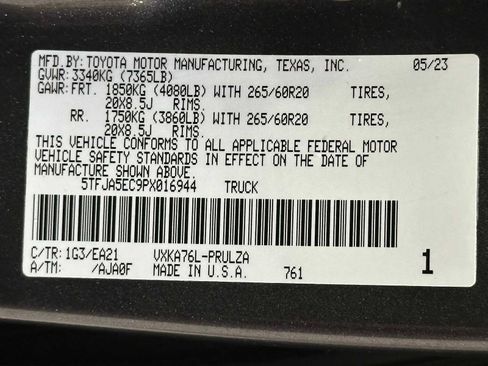 MFD.BY:TOYOTA MOTOR MANUFACTURING, TEXAS, INC. 05/23
GVWR: 3340KG (7365LB)
GAWR:FRT. 1850KG (4080LB) WITH 265/60R20 TIRES,
20X8.5J RIMS.
RR. 1750KG (3860LB) WITH 265/60R20 TIRES,
20X8.5J RIMS.
THIS VEHICLE CONFORMS TO ALL APPLICABLE FEDERAL MOTOR
VEHICLE SAFETY STANDARDS IN EFFECT ON THE DATE OF
MANUFACTURE SHOWN ABOVE.
5TFJA5EC9PX016944 TRUCK
C/TR:1G3/EA21 VXKA76L-PRULZA
A/TM: /AJA0F MADE IN U.S.A. 761 1